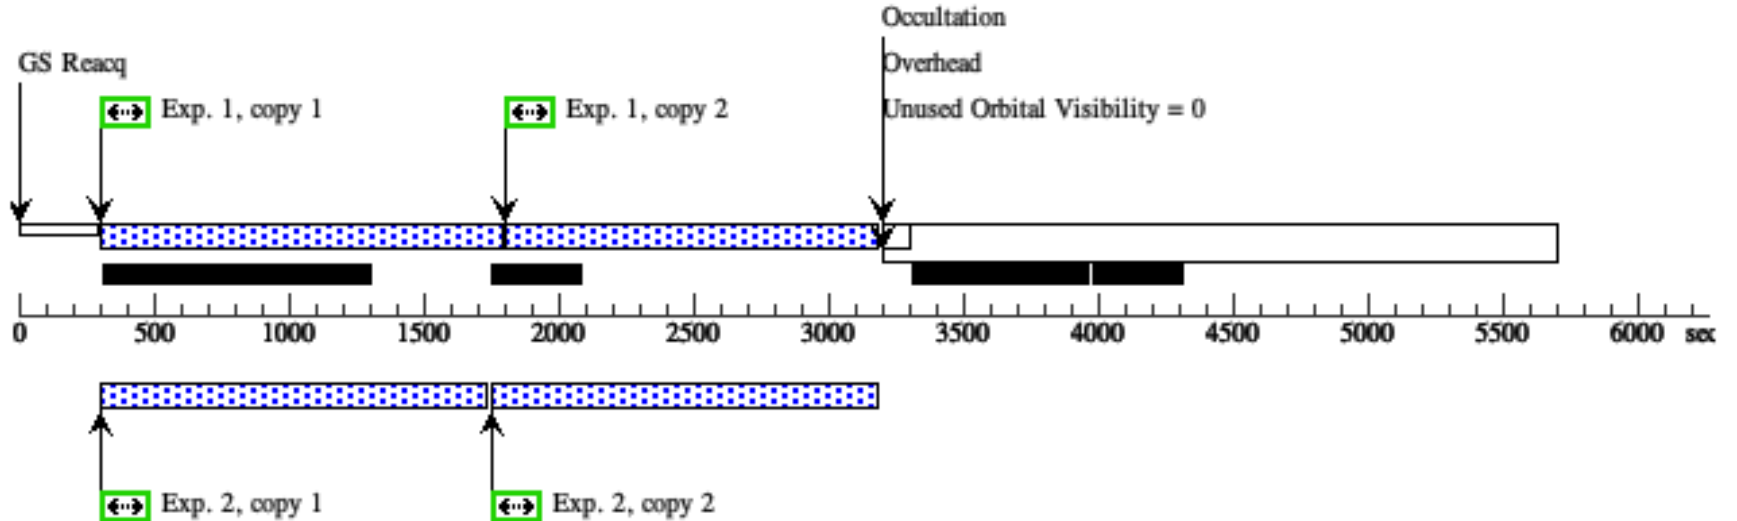 Occultation
GS Reacq
Overhead
Exp. 1, copy 1
Exp. 1, copy 2
Unused Orbital Visibility = 0
0 500 1000 1500 2000 2500 3000 3500 4000 4500 5000 5500 6000 sec
Exp. 2, copy 1
Exp. 2, copy 2